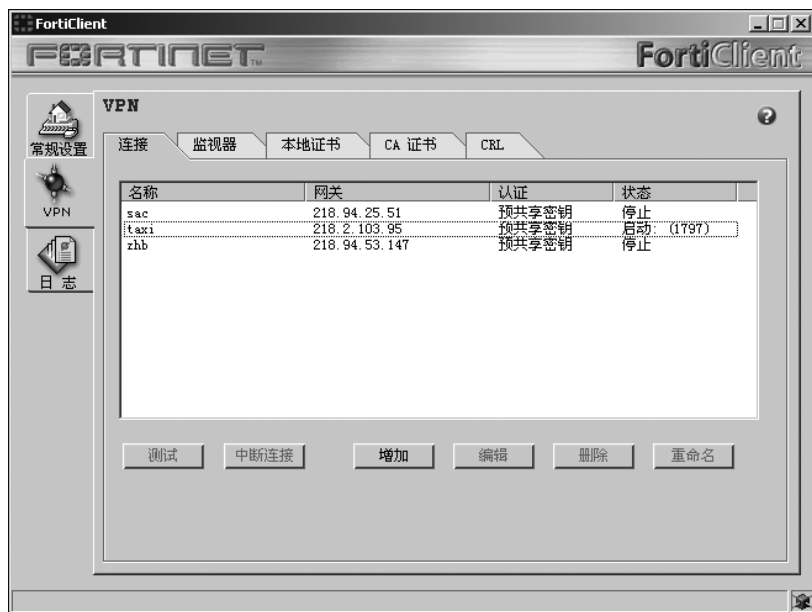 FortiClient
FORTINET™
FortiClient
VPN
常规设置
VPN
日 志
连接 监视器 本地证书 CA 证书 CRL
名称 网关 认证 状态
sac 218.94.25.51 预共享密钥 停止
taxi 218.2.103.95 预共享密钥 启动: (1797)
zhb 218.94.53.147 预共享密钥 停止
测试 中断连接 增加 编辑 删除 重命名